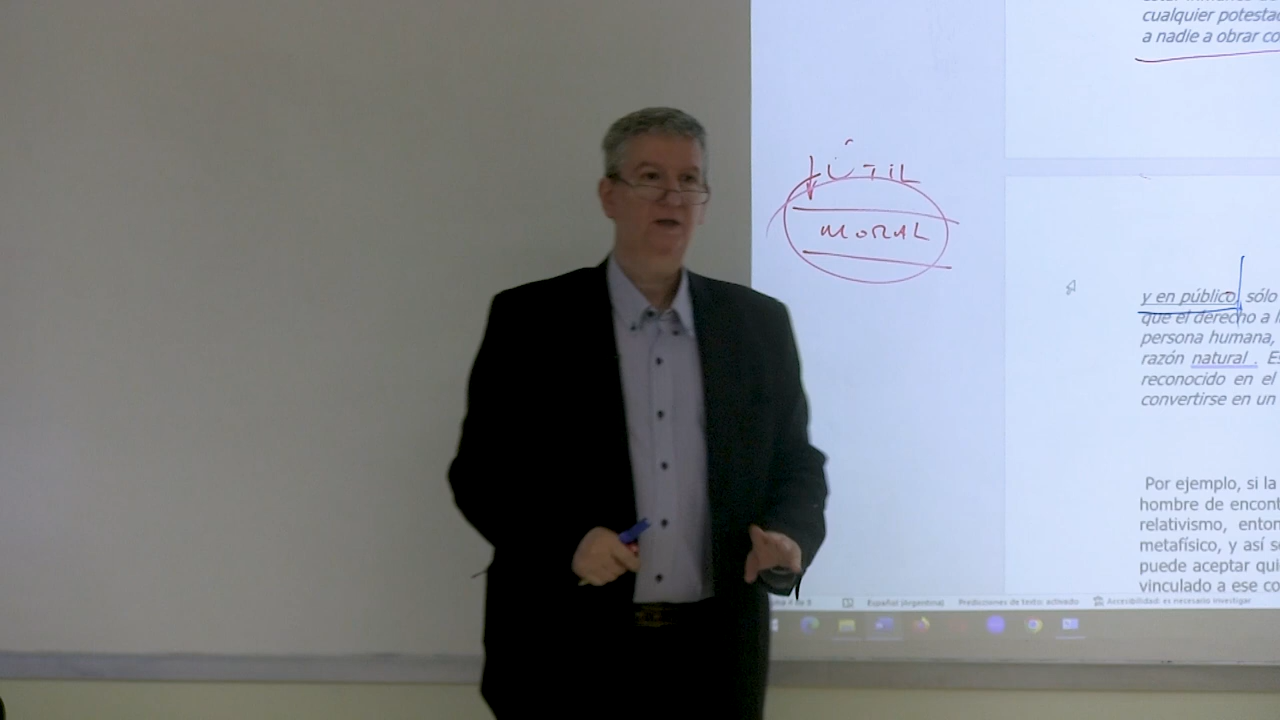 cualquier potestad
a nadie a obrar co
ÚTIL
MORAL
y en público, sólo
que el derecho a l
persona humana,
razón natural . Es
reconocido en el
convertirse en un
Por ejemplo, si la
hombre de encont
relativismo, enton
metafísico, y así s
puede aceptar qui
vinculado a ese co
Español (Argentina) Predicciones de texto: activado Accesibilidad: es necesario investigar